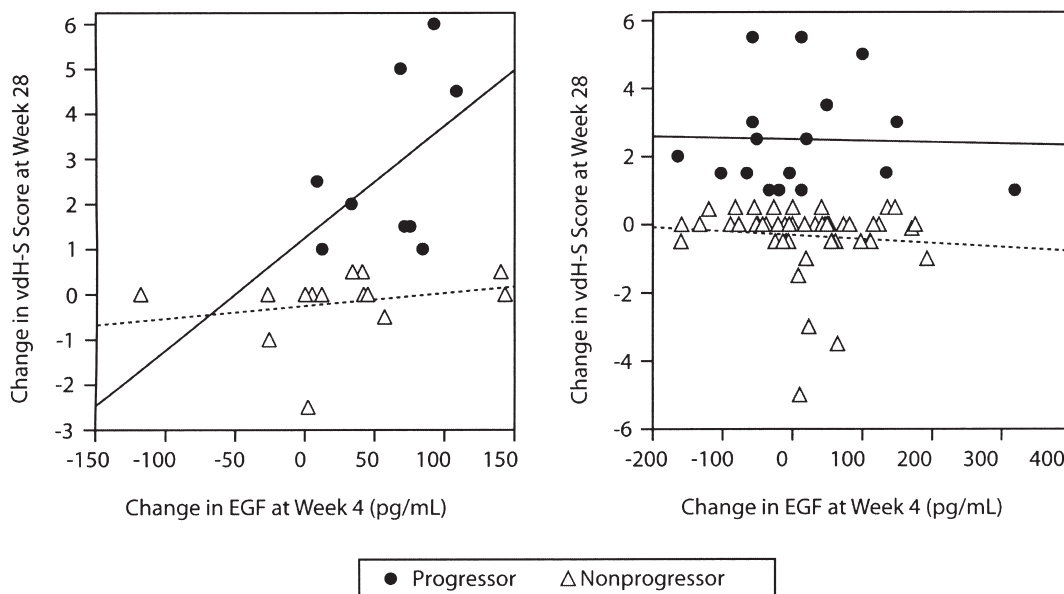 6
5
4
3
2
1
0
-1
-2
-3
Change in vdH-S Score at Week 28
-150 -100 -50 0 50 100 150
Change in EGF at Week 4 (pg/mL)
6
4
2
0
-2
-4
-6
Change in vdH-S Score at Week 28
-200 -100 0 100 200 300 400
Change in EGF at Week 4 (pg/mL)
Progressor Nonprogressor